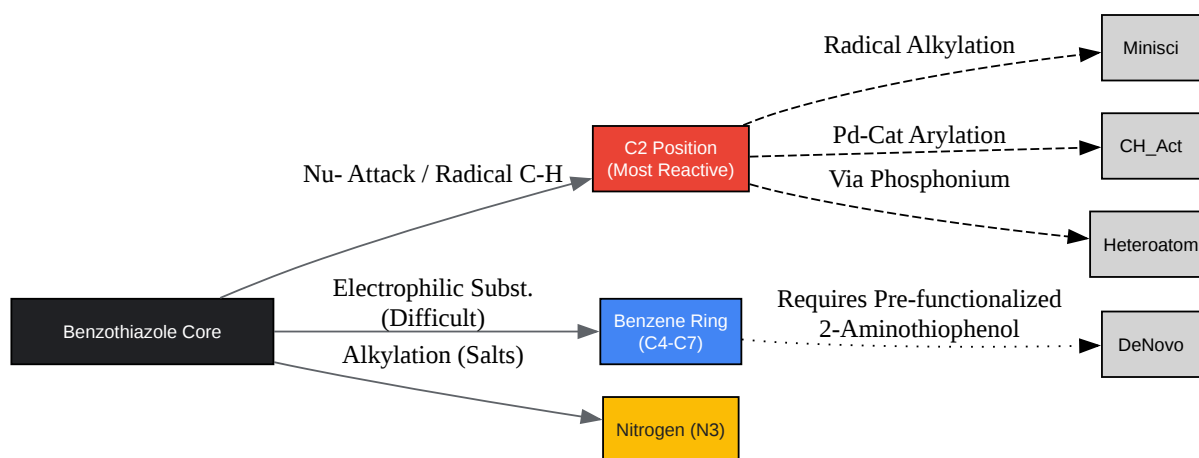 Radical Alkylation
Minisci
C2 Position
(Most Reactive)
Pd-Cat Arylation
CH_Act
Nu- Attack / Radical C-H
Via Phosphonium
Heteroatom
Benzothiazole Core
Electrophilic Subst.
(Difficult)
Benzene Ring
(C4-C7)
Requires Pre-functionalized
2-Aminothiophenol
DeNovo
Alkylation (Salts)
Nitrogen (N3)